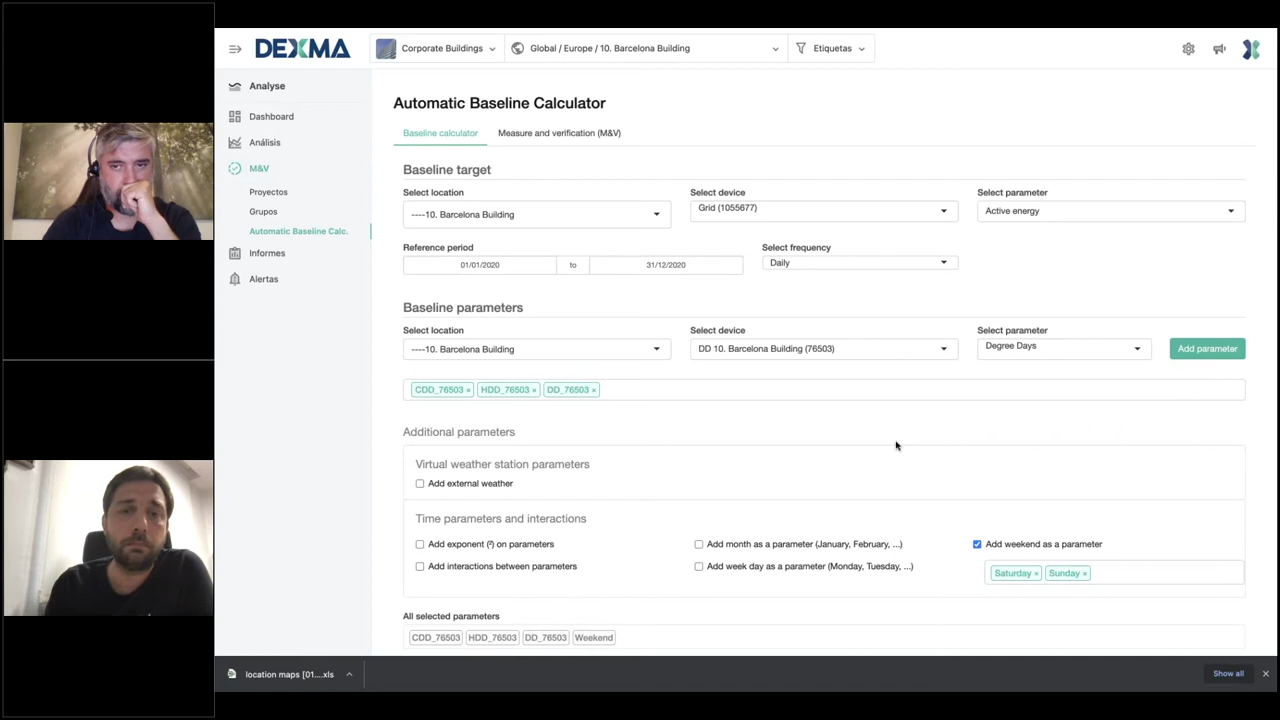 DEXMA
Corporate Buildings
Global / Europe / 10. Barcelona Building
Etiquetas
Analyse
Dashboard
Análisis
M&V
Proyectos
Grupos
Automatic Baseline Calc.
Informes
Alertas
Automatic Baseline Calculator
Baseline calculator
Measure and verification (M&V)
Baseline target
Select location
Select device
Select parameter
----10. Barcelona Building
Grid (1055677)
Active energy
Reference period
Select frequency
01/01/2020
to
31/12/2020
Daily
Baseline parameters
Select location
Select device
Select parameter
----10. Barcelona Building
DD 10. Barcelona Building (76503)
Degree Days
Add parameter
CDD_76503 × HDD_76503 × DD_76503 ×
Additional parameters
Virtual weather station parameters
Add external weather
Time parameters and interactions
Add exponent (²) on parameters
Add month as a parameter (January, February, ...)
Add weekend as a parameter
Add interactions between parameters
Add week day as a parameter (Monday, Tuesday, ...)
Saturday × Sunday ×
All selected parameters
CDD_76503 HDD_76503 DD_76503 Weekend
location maps [01....xls
Show all